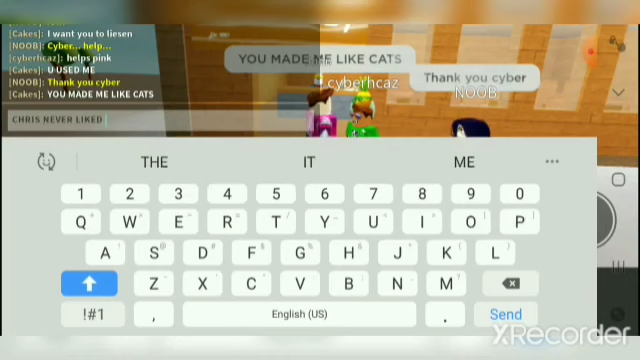 [Cakes]: I want you to liesen
[NOOB]: Cyber... help...
[cyberhcaz]: helps pink
[Cakes]: U USED ME
[NOOB]: Thank you cyber
[Cakes]: YOU MADE ME LIKE CATS
YOU MADE ME LIKE CATS
Thank you cyber
cyberhcaz
NOOB
CHRIS NEVER LIKED
THE IT ME
1 2 3 4 5 6 7 8 9 0
Q W E R T Y U I O P
A S D F G H J K L
Z X C V B N M
!#1 , English (US) . Send
XRecorder